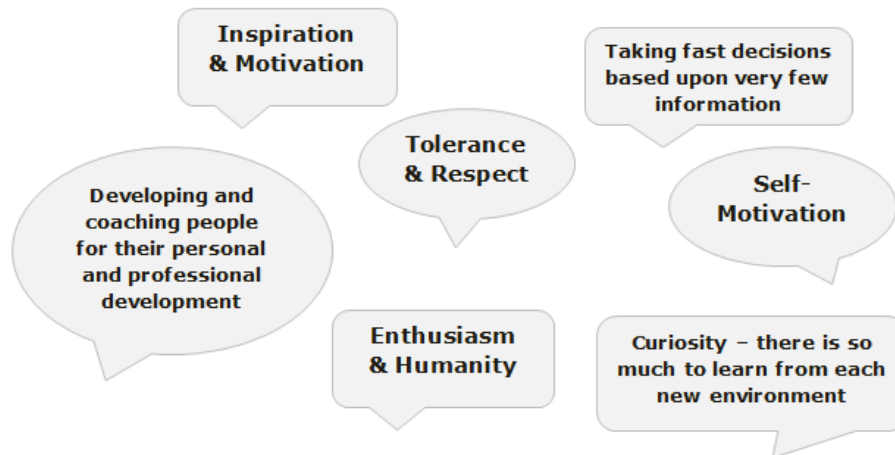 Inspiration
& Motivation
Taking fast decisions
based upon very few
information
Tolerance
& Respect
Self-
Motivation
Developing and
coaching people
for their personal
and professional
development
Enthusiasm
& Humanity
Curiosity – there is so
much to learn from each
new environment